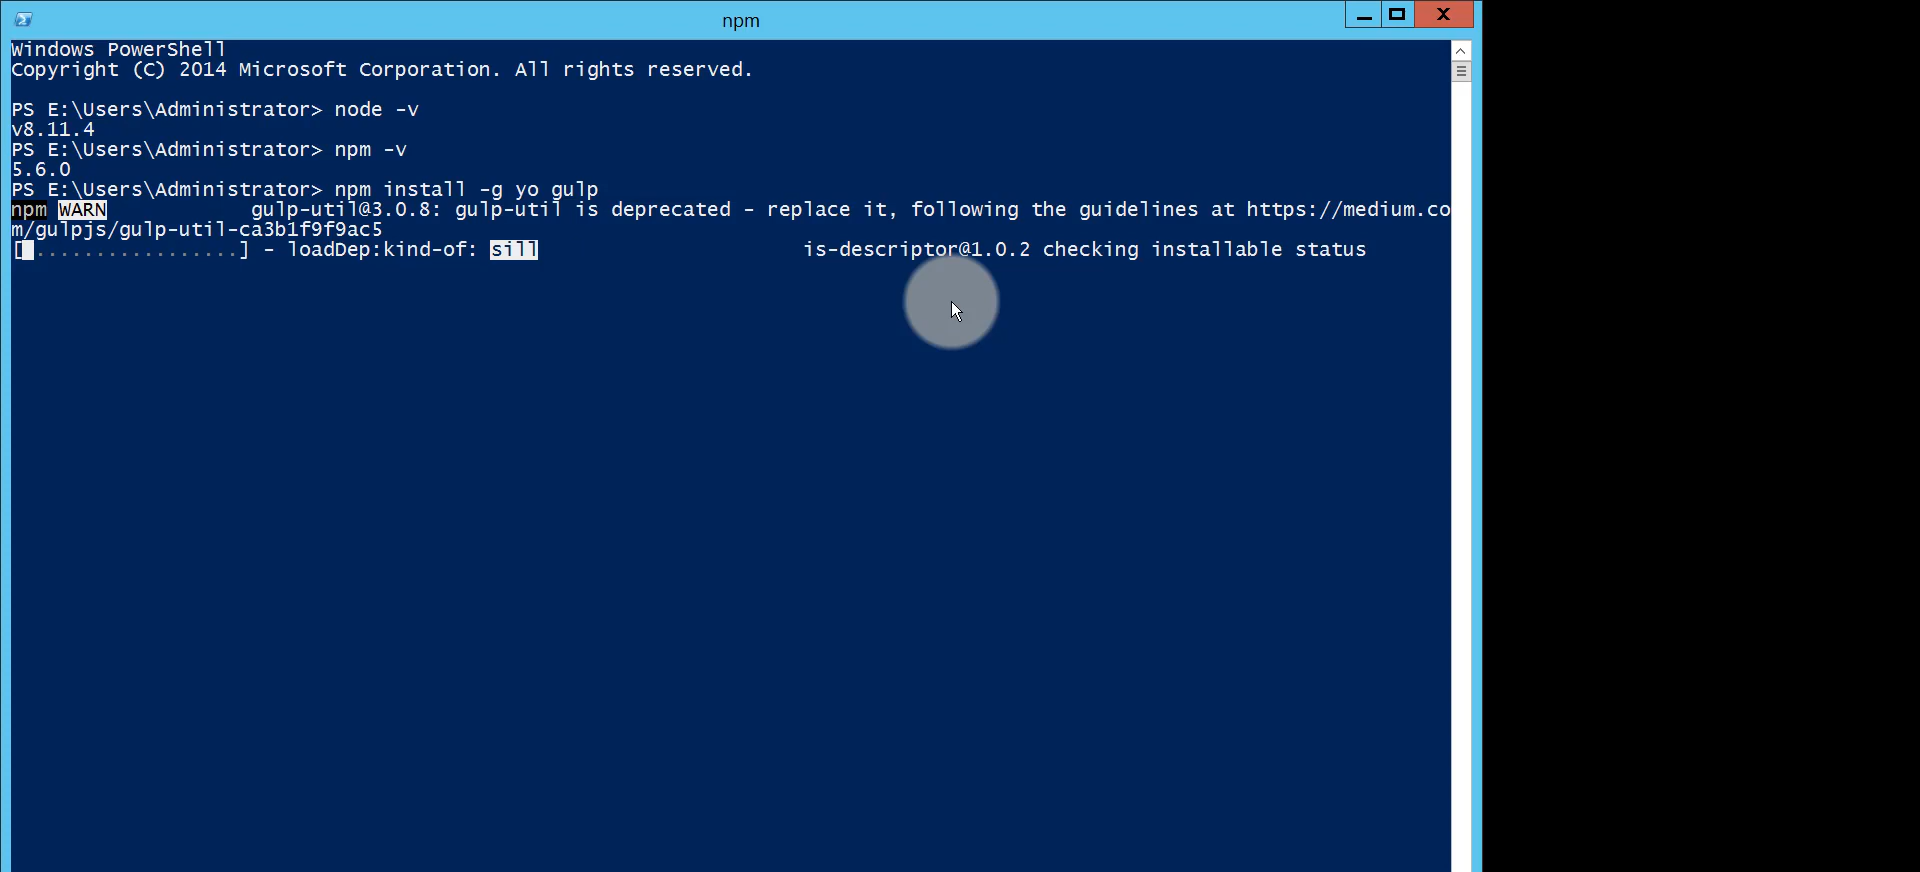 npm
Windows PowerShell
Copyright (C) 2014 Microsoft Corporation. All rights reserved.
PS E:\Users\Administrator> node -v
v8.11.4
PS E:\Users\Administrator> npm -v
5.6.0
PS E:\Users\Administrator> npm install -g yo gulp
npm WARN            gulp-util@3.0.8: gulp-util is deprecated - replace it, following the guidelines at https://medium.co
m/gulpjs/gulp-util-ca3b1f9f9ac5
[ .................] - loadDep:kind-of: sill                      is-descriptor@1.0.2 checking installable status